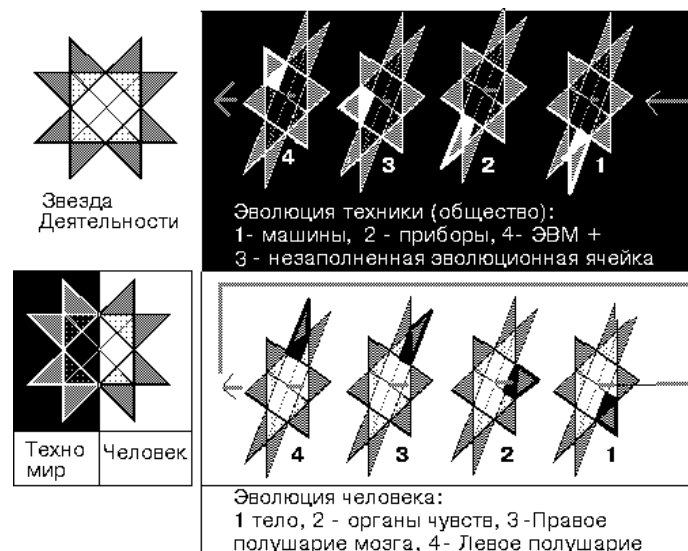 Звезда
Деятельности
4 3 2 1
Эволюция техники (общество):
1- машины, 2 - приборы, 4- ЭВМ +
3 - незаполненная эволюционная ячейка
Техно
мир
Человек
4 3 2 1
Эволюция человека:
1 тело, 2 - органы чувств, 3 -Правое
полушарие мозга, 4- Левое полушарие